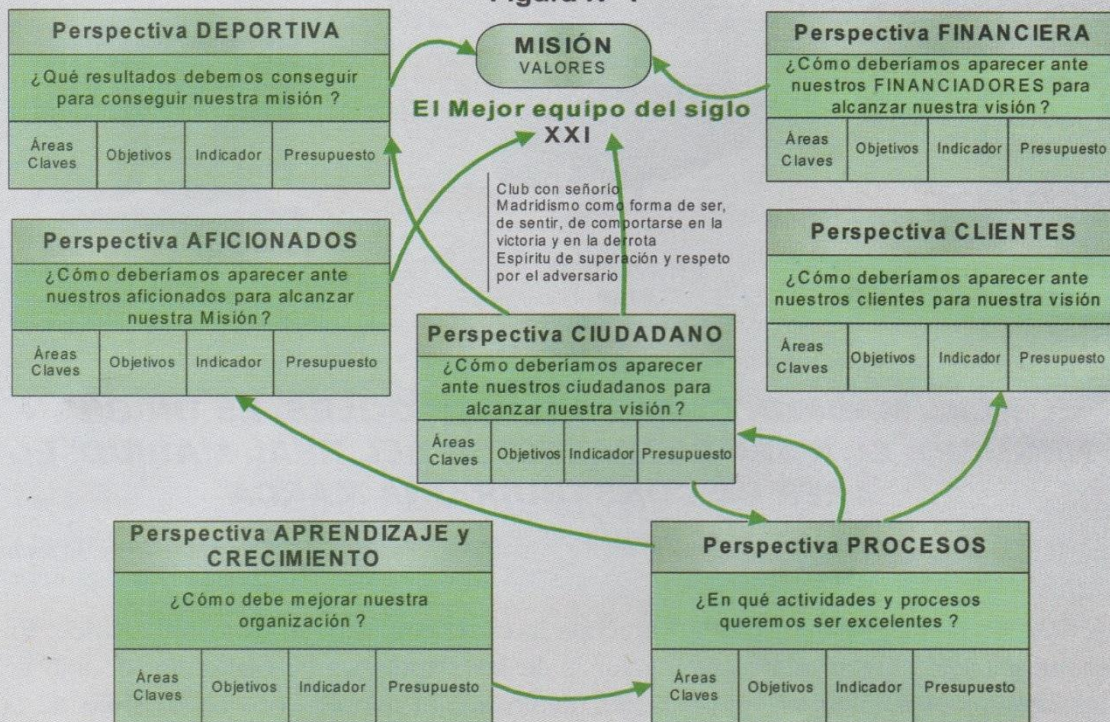 Perspectiva DEPORTIVA
¿Qué resultados debemos conseguir
para conseguir nuestra misión ?
Áreas
Claves
Objetivos
Indicador
Presupuesto
MISIÓN
VALORES
El Mejor equipo del siglo
XXI
Perspectiva FINANCIERA
¿Cómo deberíamos aparecer ante
nuestros FINANCIADORES para
alcanzar nuestra visión ?
Áreas
Claves
Objetivos
Indicador
Presupuesto
Club con señorío
Madridismo como forma de ser,
de sentir, de comportarse en la
victoria y en la derrota
Espíritu de superación y respeto
por el adversario
Perspectiva AFICIONADOS
¿Cómo deberíamos aparecer ante
nuestros aficionados para alcanzar
nuestra Misión ?
Áreas
Claves
Objetivos
Indicador
Presupuesto
Perspectiva CLIENTES
¿Cómo deberíamos aparecer ante
nuestros clientes para nuestra visión
Áreas
Claves
Objetivos
Indicador
Presupuesto
Perspectiva CIUDADANO
¿Cómo deberíamos aparecer
ante nuestros ciudadanos para
alcanzar nuestra visión ?
Áreas
Claves
Objetivos
Indicador
Presupuesto
Perspectiva APRENDIZAJE y
CRECIMIENTO
¿Cómo debe mejorar nuestra
organización ?
Áreas
Claves
Objetivos
Indicador
Presupuesto
Perspectiva PROCESOS
¿En qué actividades y procesos
queremos ser excelentes ?
Áreas
Claves
Objetivos
Indicador
Presupuesto